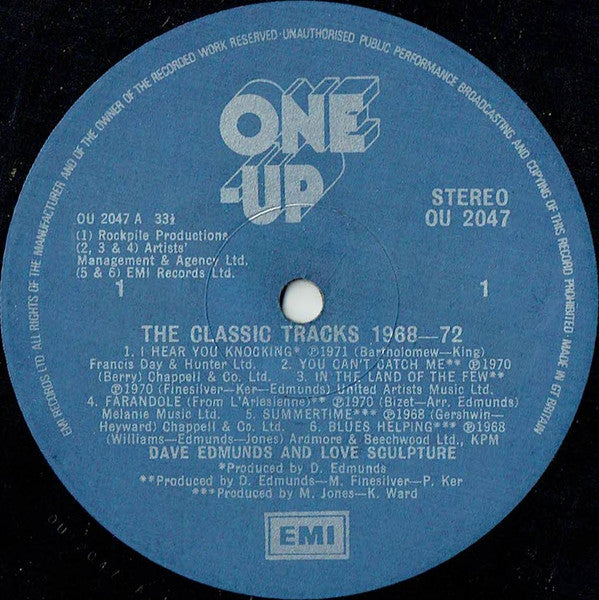 EMI RECORDS LTD ALL RIGHTS OF THE MANUFACTURER AND OF THE OWNER OF THE RECORDED WORK RESERVED · UNAUTHORISED PUBLIC PERFORMANCE BROADCASTING AND COPYING OF THIS RECORD PROHIBITED MADE IN GT BRITAIN
ONE
-UP
STEREO
OU 2047
OU 2047 A 33⅓
(1) Rockpile Productions
(2, 3 & 4) Artists'
Management & Agency Ltd.
(5 & 6) EMI Records Ltd.
1
1
THE CLASSIC TRACKS 1968—72
1. I HEAR YOU KNOCKING* ℗1971 (Bartholomew—King)
Francis Day & Hunter Ltd. 2. YOU CAN'T CATCH ME** ℗1970
(Berry) Chappell & Co. Ltd. 3. IN THE LAND OF THE FEW**
℗1970 (Finesilver—Ker—Edmunds) United Artists Music Ltd.
4. FARANDOLE (From L'Arlesienne)** ℗1970 (Bizet—Arr. Edmunds)
Melanie Music Ltd. 5. SUMMERTIME*** ℗1968 (Gershwin—
Heyward) Chappell & Co. Ltd. 6. BLUES HELPING*** ℗1968
(Williams—Edmunds—Jones) Ardmore & Beechwood Ltd., KPM
DAVE EDMUNDS AND LOVE SCULPTURE
*Produced by D. Edmunds
**Produced by D. Edmunds—M. Finesilver—P. Ker
***Produced by M. Jones—K. Ward
EMI
OU 2047